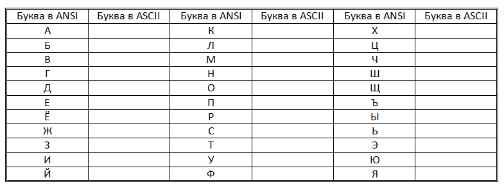 Буква в ANSI Буква в ASCII Буква в ANSI Буква в ASCII Буква в ANSI Буква в ASCII
А К Х
Б Л Ц
В М Ч
Г Н Ш
Д О Щ
Е П Ъ
Ё Р Ы
Ж С Ь
З Т Э
И У Ю
Й Ф Я